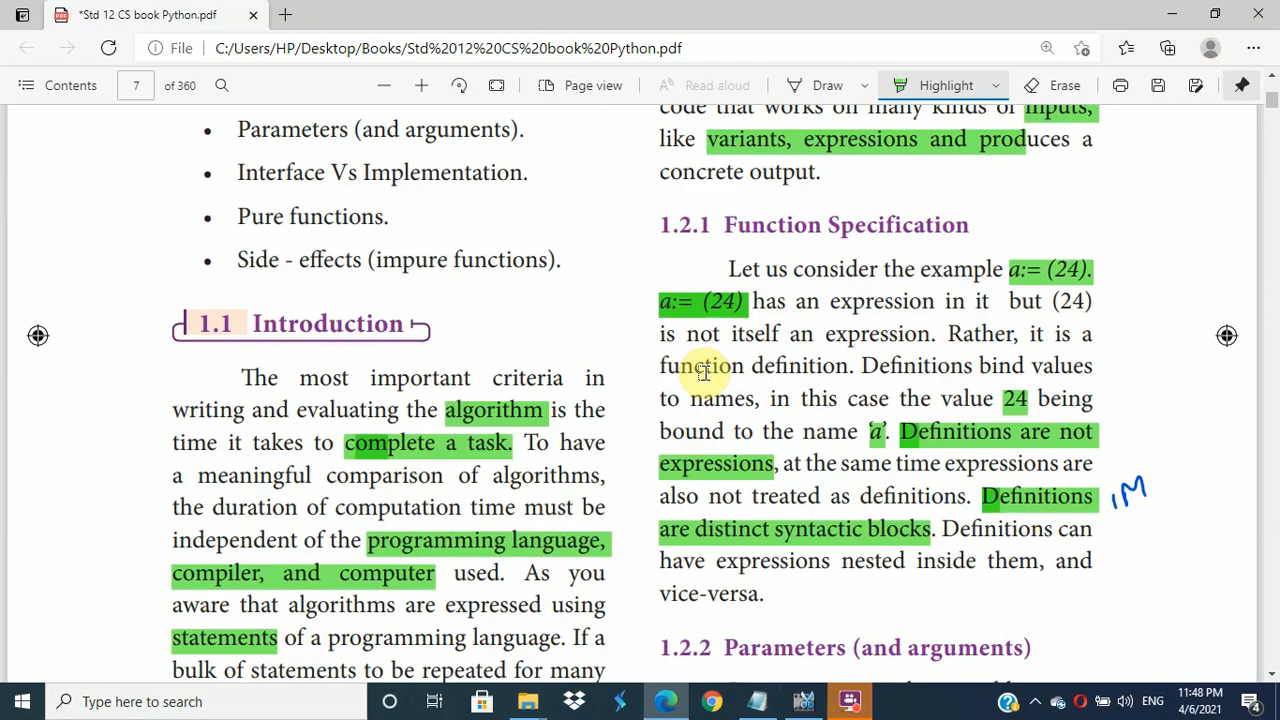 *Std 12 CS book Python.pdf
File
C:/Users/HP/Desktop/Books/Std%2012%20CS%20book%20Python.pdf
Contents
7
of 360
Page view
Read aloud
Draw
Highlight
Erase
• Parameters (and arguments).
• Interface Vs Implementation.
• Pure functions.
• Side - effects (impure functions).
1.1 Introduction
The most important criteria in
writing and evaluating the algorithm is the
time it takes to complete a task. To have
a meaningful comparison of algorithms,
the duration of computation time must be
independent of the programming language,
compiler, and computer used. As you
aware that algorithms are expressed using
statements of a programming language. If a
bulk of statements to be repeated for many
code that works on many kinds of inputs,
like variants, expressions and produces a
concrete output.
1.2.1 Function Specification
Let us consider the example a:= (24).
a:= (24) has an expression in it but (24)
is not itself an expression. Rather, it is a
function definition. Definitions bind values
to names, in this case the value 24 being
bound to the name ‘a’. Definitions are not
expressions, at the same time expressions are
also not treated as definitions. Definitions
are distinct syntactic blocks. Definitions can
have expressions nested inside them, and
vice-versa.
1M
1.2.2 Parameters (and arguments)
Type here to search
ENG
11:48 PM
4/6/2021
4